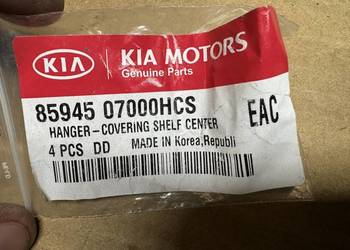 KIA KIA MOTORS
Genuine Parts
85945 07000HCS
HANGER-COVERING SHELF CENTER
4 PCS DD MADE IN Korea,Republi
EAC